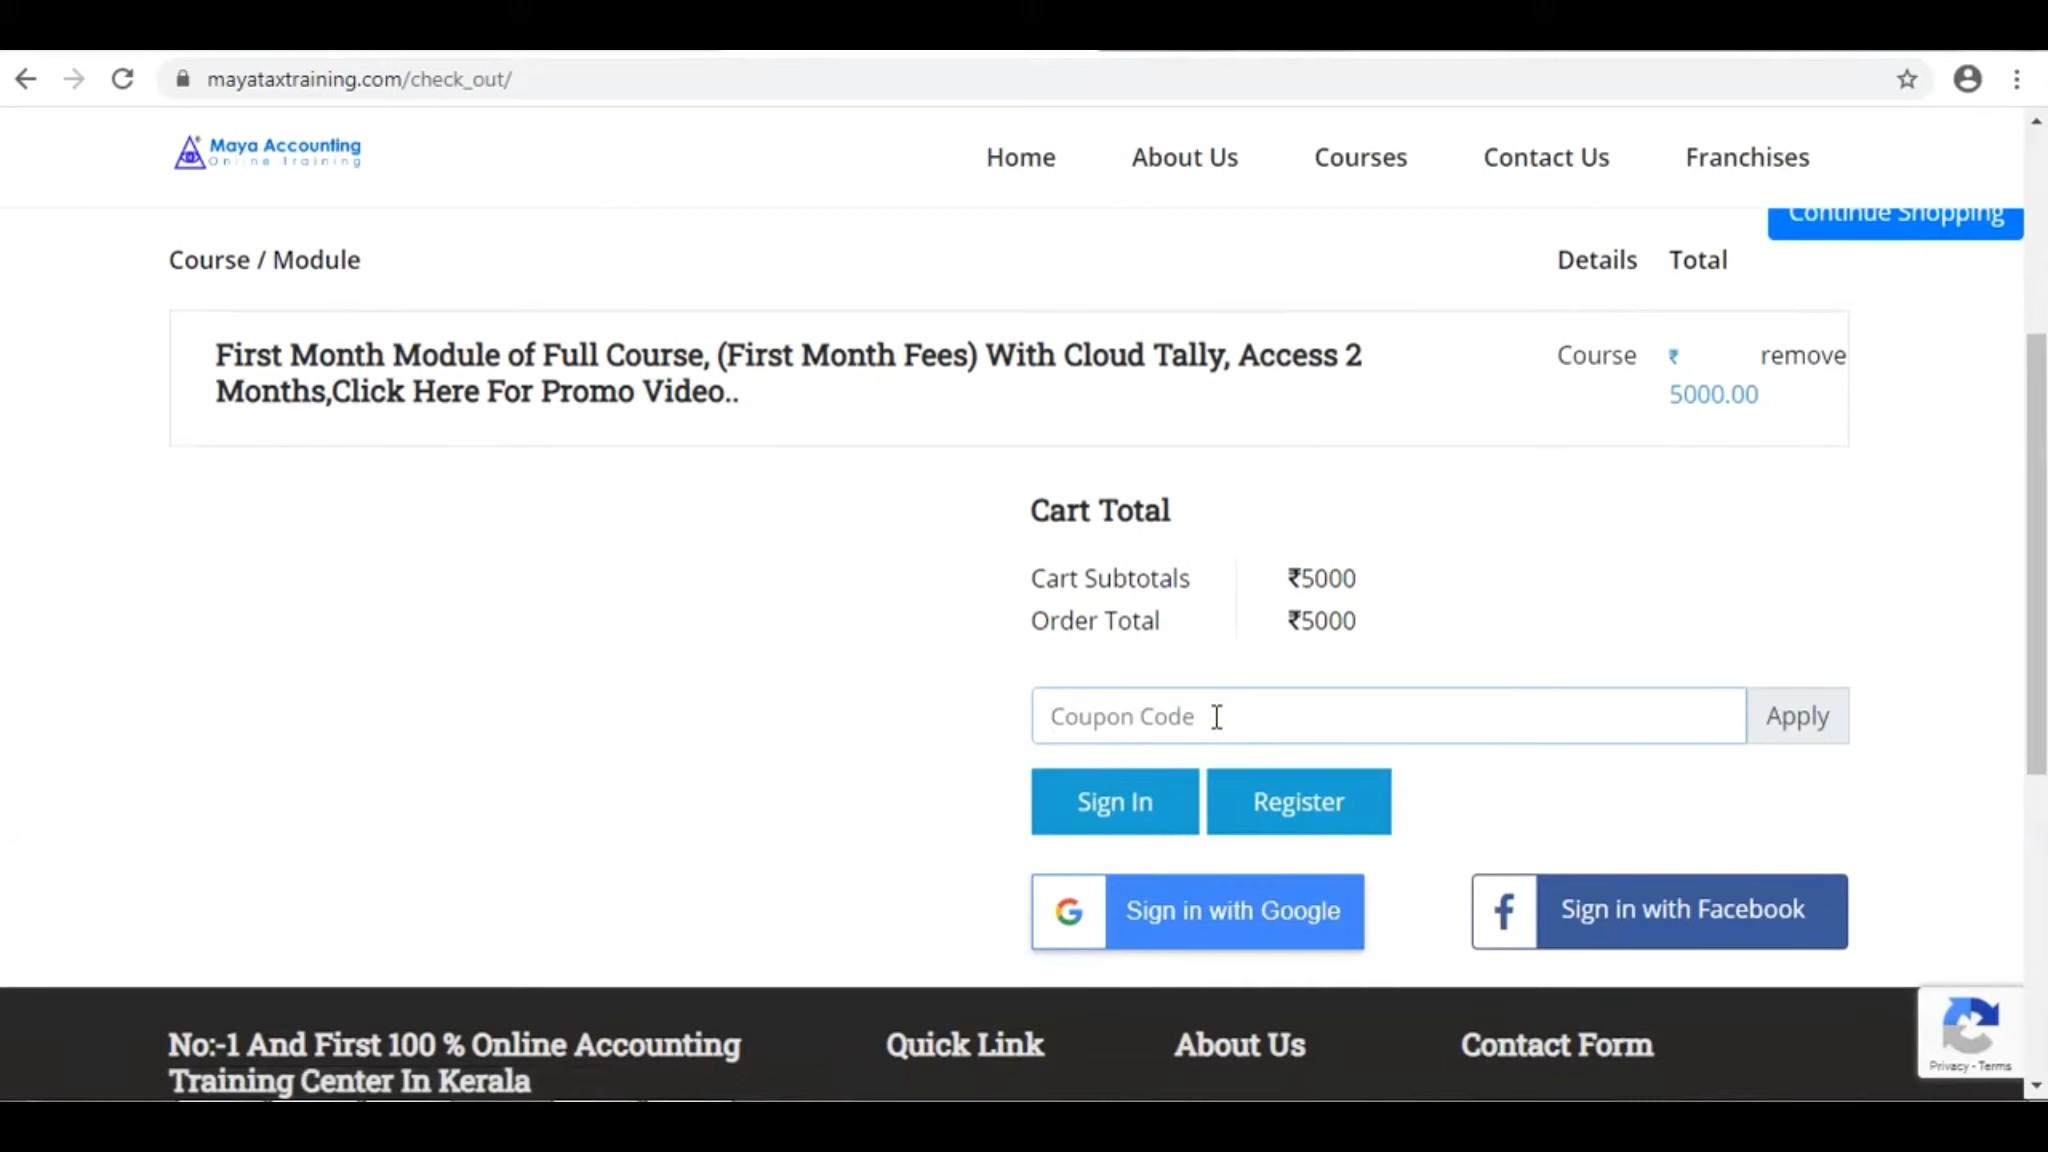 mayataxtraining.com/check_out/
Maya Accounting
Online Training
Home About Us Courses Contact Us Franchises
Continue Shopping
Course / Module Details Total
First Month Module of Full Course, (First Month Fees) With Cloud Tally, Access 2
Months,Click Here For Promo Video..
Course ₹ remove
5000.00
Cart Total
Cart Subtotals ₹5000
Order Total ₹5000
Coupon Code Apply
Sign In Register
Sign in with Google Sign in with Facebook
No:-1 And First 100 % Online Accounting
Training Center In Kerala
Quick Link About Us Contact Form
Privacy - Terms